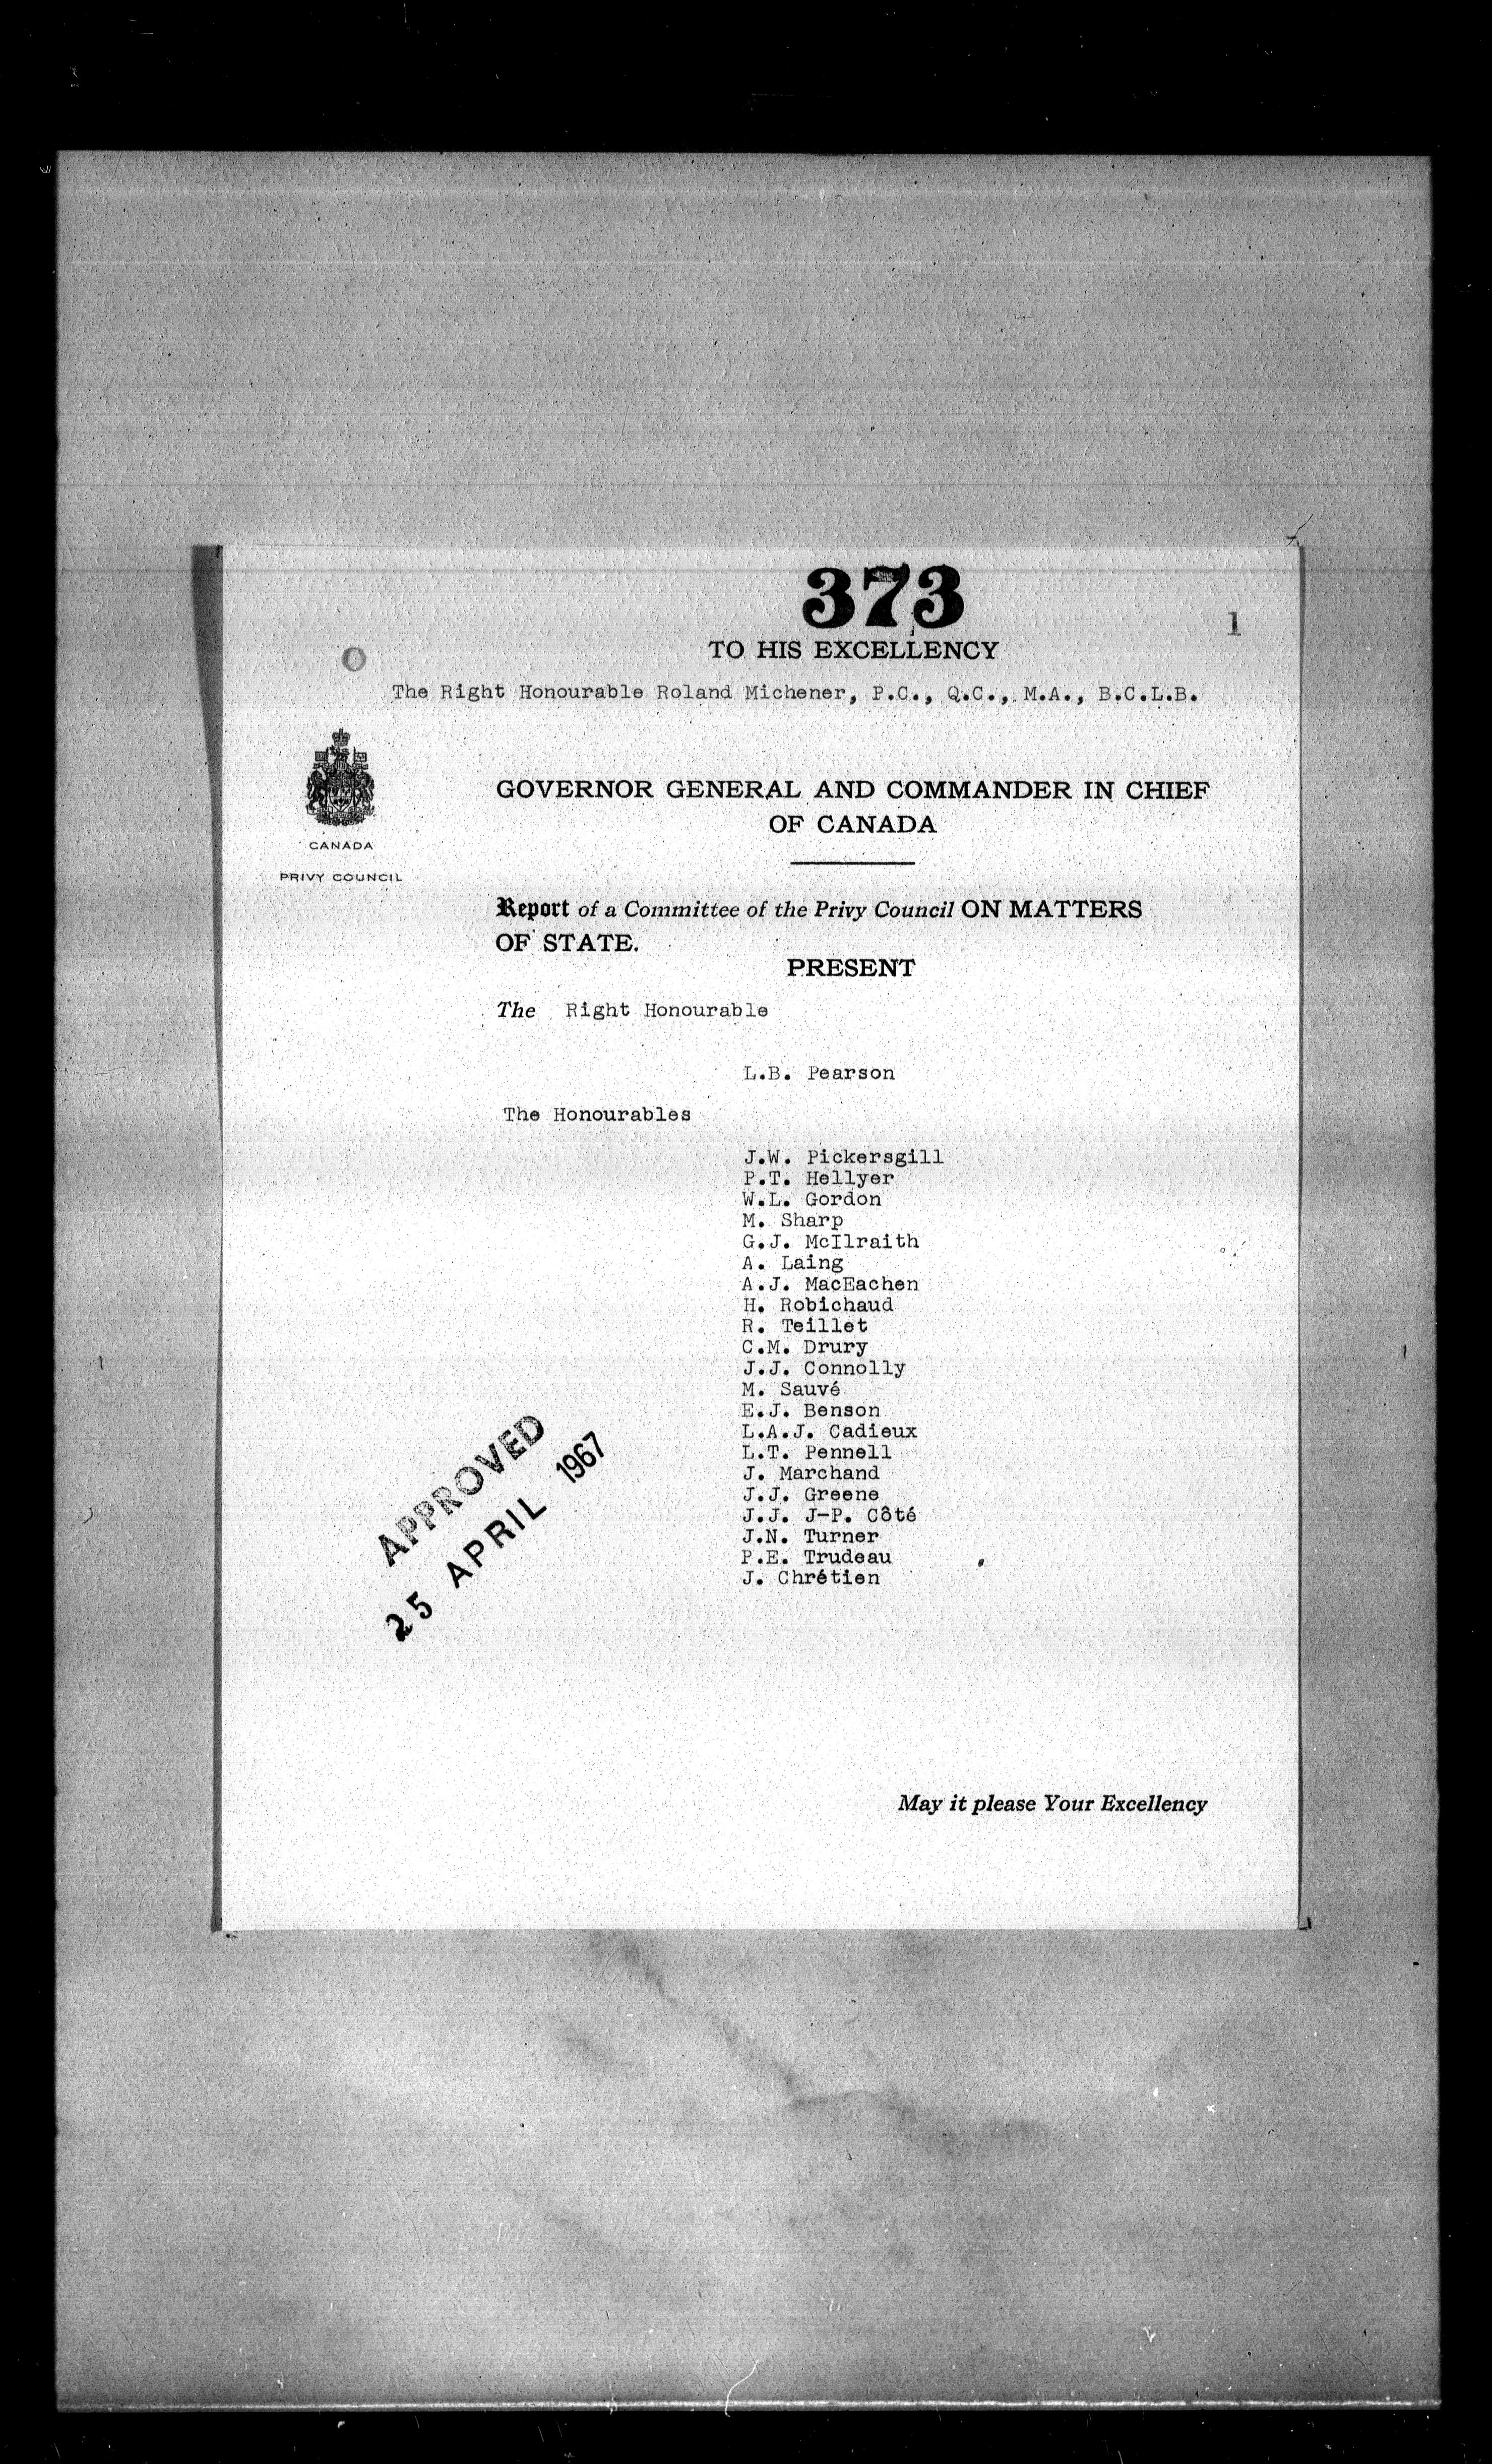 373
1
TO HIS EXCELLENCY
O
The Right Honourable Roland Michener, P.C., Q.C., M.A., B.C.L.B.
GOVERNOR GENERAL AND COMMANDER IN CHIEF
OF CANADA
CANADA
PRIVY COUNCIL
Report of a Committee of the Privy Council ON MATTERS
OF STATE.
PRESENT
The Right Honourable
L.B. Pearson
The Honourables
J.W. Pickersgill
P.T. Hellyer
W.L. Gordon
M. Sharp
G.J. McIlraith
A. Laing
A.J. MacEachen
H. Robichaud
R. Teillet
C.M. Drury
J.J. Connolly
M. Sauvé
E.J. Benson
L.A.J. Cadieux
L.T. Pennell
J. Marchand
J.J. Greene
J.J. J-P. Côté
J.N. Turner
P.E. Trudeau
J. Chrétien
APPROVED
25 APRIL 1967
May it please Your Excellency